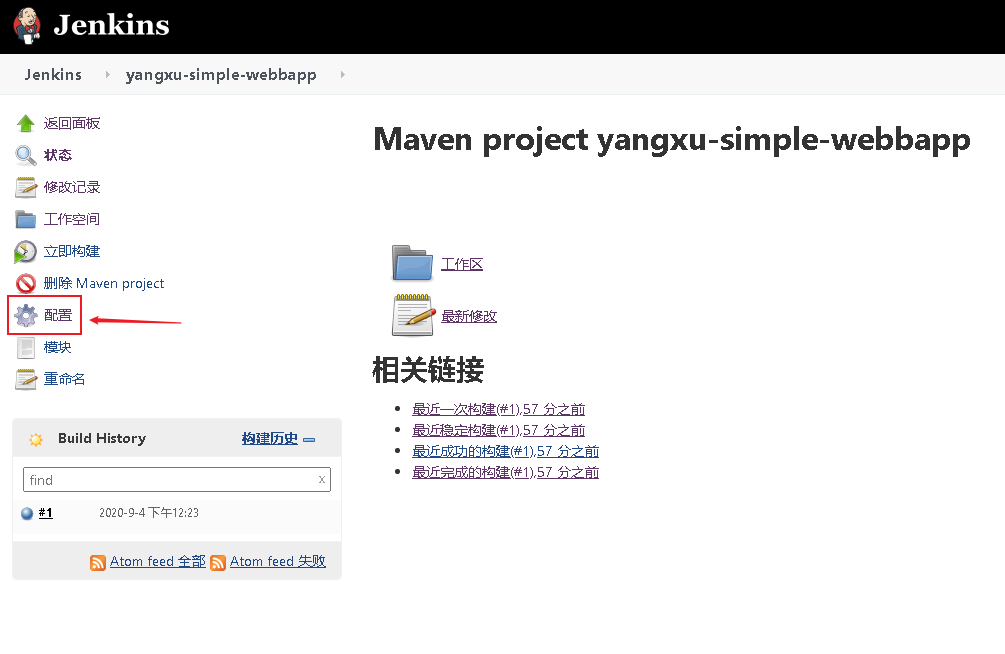 Jenkins
Jenkins
yangxu-simple-webbapp
返回面板
状态
修改记录
工作空间
立即构建
删除 Maven project
配置
模块
重命名
Build History
构建历史
find
x
#1
2020-9-4 下午12:23
Atom feed 全部
Atom feed 失败
Maven project yangxu-simple-webbapp
工作区
最新修改
相关链接
最近一次构建(#1),57 分之前
最近稳定构建(#1),57 分之前
最近成功的构建(#1),57 分之前
最近完成的构建(#1),57 分之前